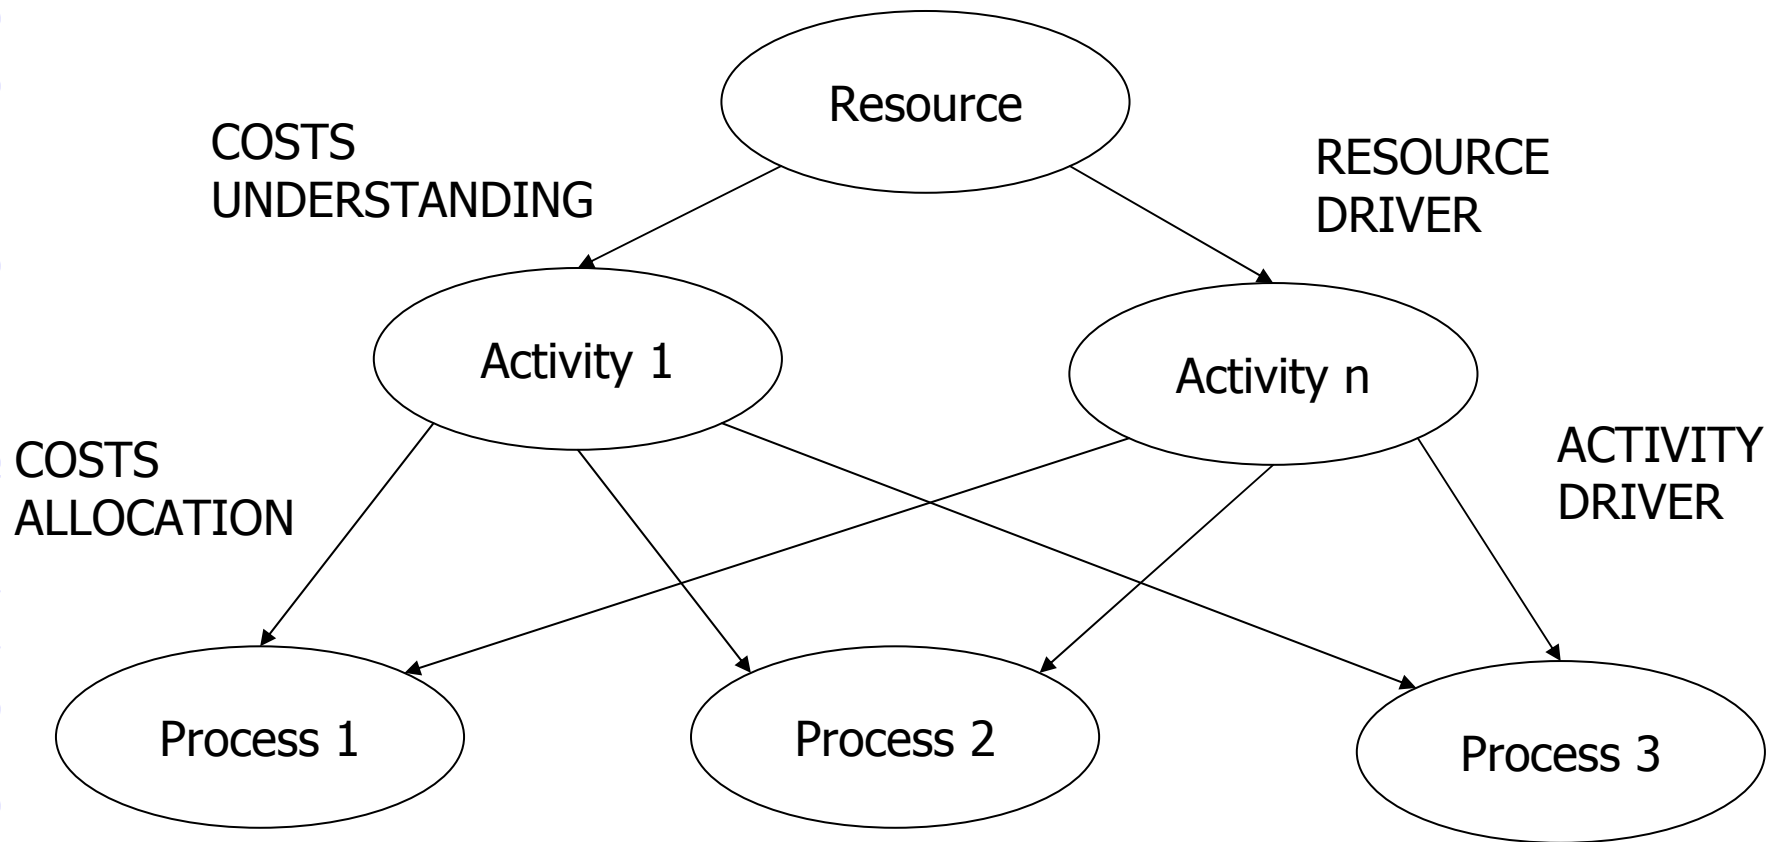 Resource
COSTS
UNDERSTANDING
RESOURCE
DRIVER
Activity 1
Activity n
COSTS
ALLOCATION
ACTIVITY
DRIVER
Process 1
Process 2
Process 3